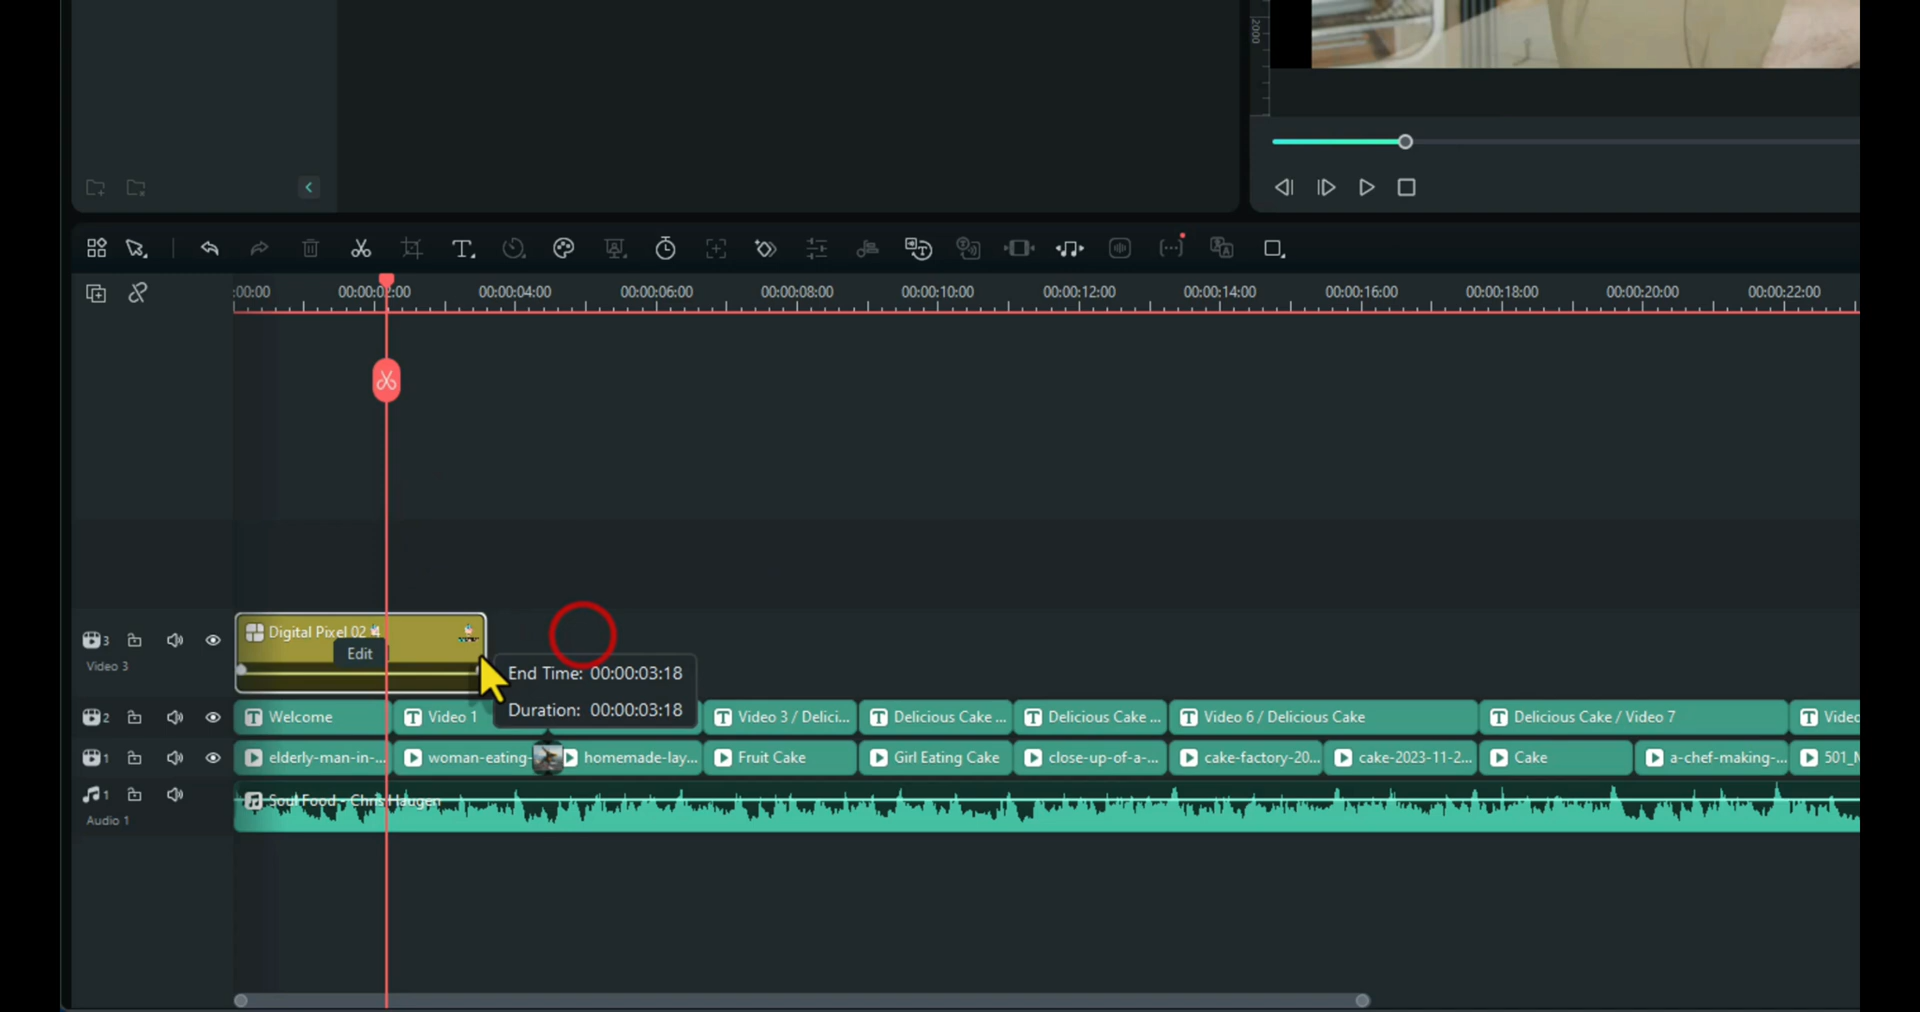 2000
:00:00
00:00:02:00
00:00:04:00
00:00:06:00
00:00:08:00
00:00:10:00
00:00:12:00
00:00:14:00
00:00:16:00
00:00:18:00
00:00:20:00
00:00:22:00
3
Digital Pixel 02
Edit
Video 3
End Time: 00:00:03:18
Duration: 00:00:03:18
2
T Welcome
T Video 1
T Video 3 / Delici...
T Delicious Cake ...
T Delicious Cake ...
T Video 6 / Delicious Cake
T Delicious Cake / Video 7
T Videc
1
elderly-man-in-...
woman-eating-
homemade-lay...
Fruit Cake
Girl Eating Cake
close-up-of-a-...
cake-factory-20...
cake-2023-11-2...
Cake
a-chef-making-...
501_N
1
Soul Food - Chris Haugen
Audio 1